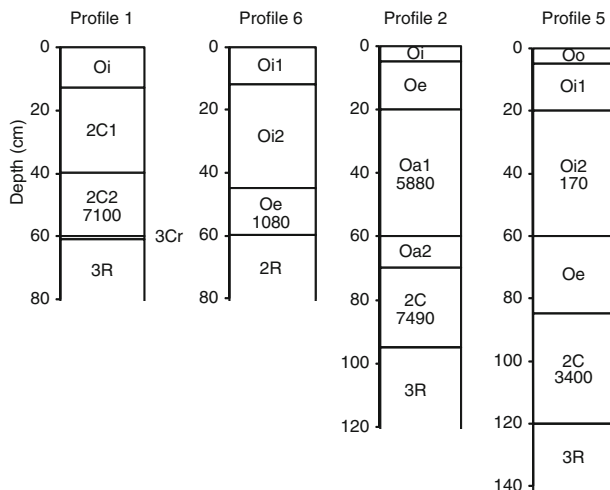 Profile 1
Depth (cm)
0
20
40
60
80
Oi
2C1
2C2
7100
3Cr
3R
Profile 6
0
20
40
60
80
Oi1
Oi2
Oe
1080
2R
Profile 2
0
20
40
60
80
100
120
Oi
Oe
Oa1
5880
Oa2
2C
7490
3R
Profile 5
0
20
40
60
80
100
120
140
Oo
Oi1
Oi2
170
Oe
2C
3400
3R